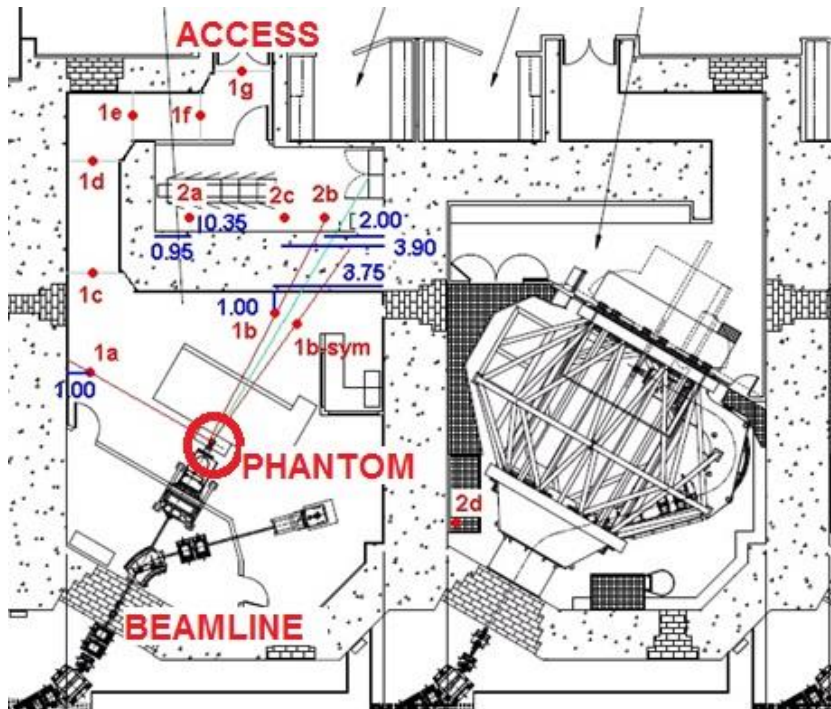 ACCESS
1g
1e
1f
1d
2a
2c
2b
0.35
2.00
0.95
3.90
3.75
1c
1.00
1b
1b-sym
1a
1.00
PHANTOM
2d
BEAMLINE